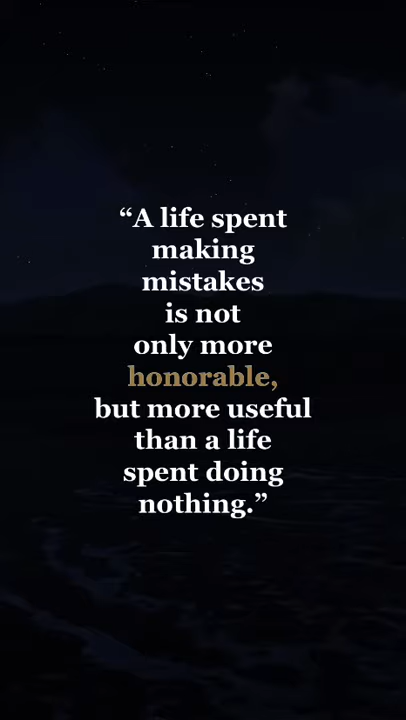 “A life spent
making
mistakes
is not
only more
honorable,
but more useful
than a life
spent doing
nothing.”